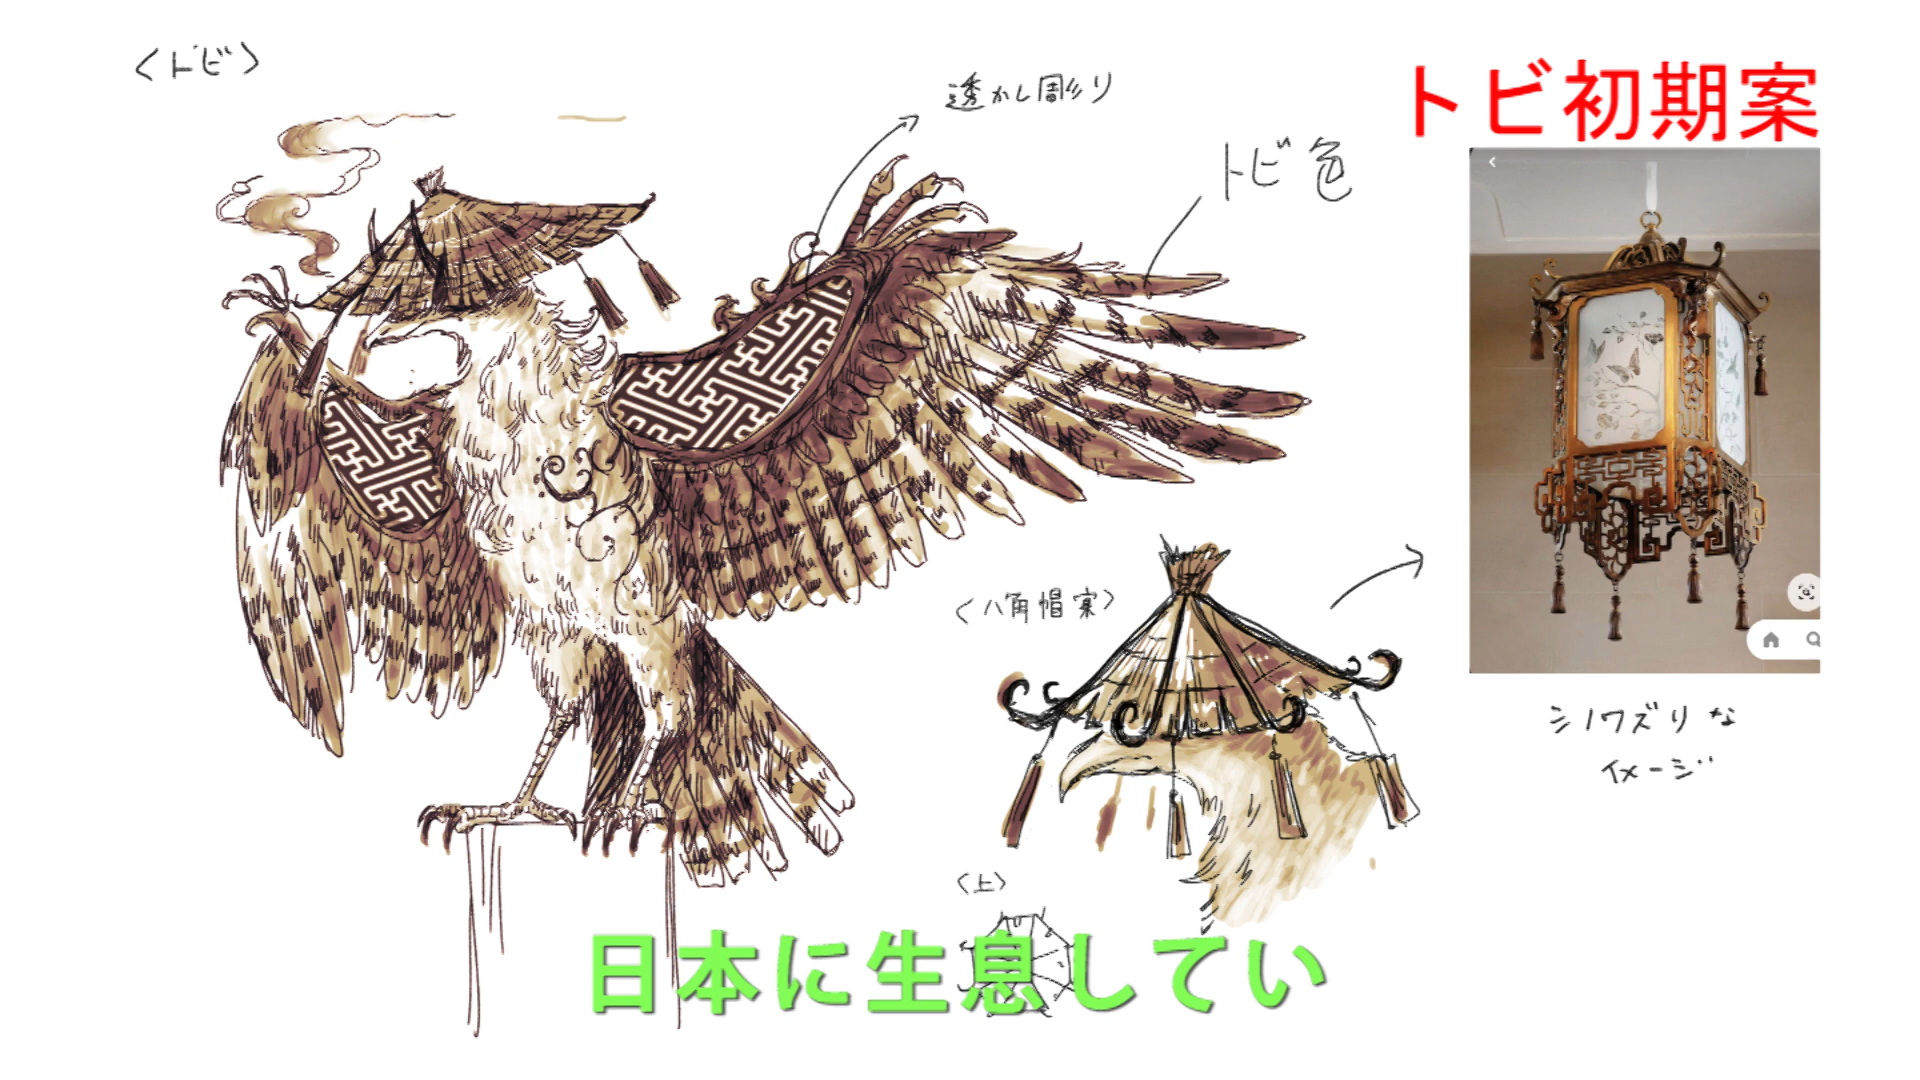 〈トビ〉
透かし彫り
トビ色
トビ初期案
〈八角帽案〉
シノワズリな
イメージ
〈上〉
日本に生息してい